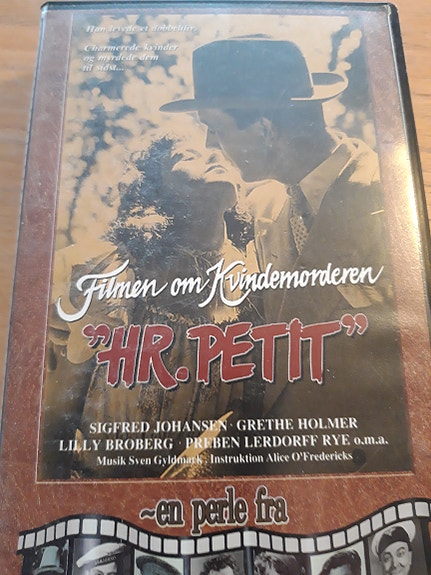 Han levede et dobbeltliv
Charmerede kvinder,
og myrdede dem
til sidst...
Filmen om Kvindemorderen
"HR. PETIT"
SIGFRED JOHANSEN · GRETHE HOLMER
LILLY BROBERG · PREBEN LERDORFF RYE o.m.a.
Musik Sven Gyldmark . Instruktion Alice O'Fredericks
~en perle fra